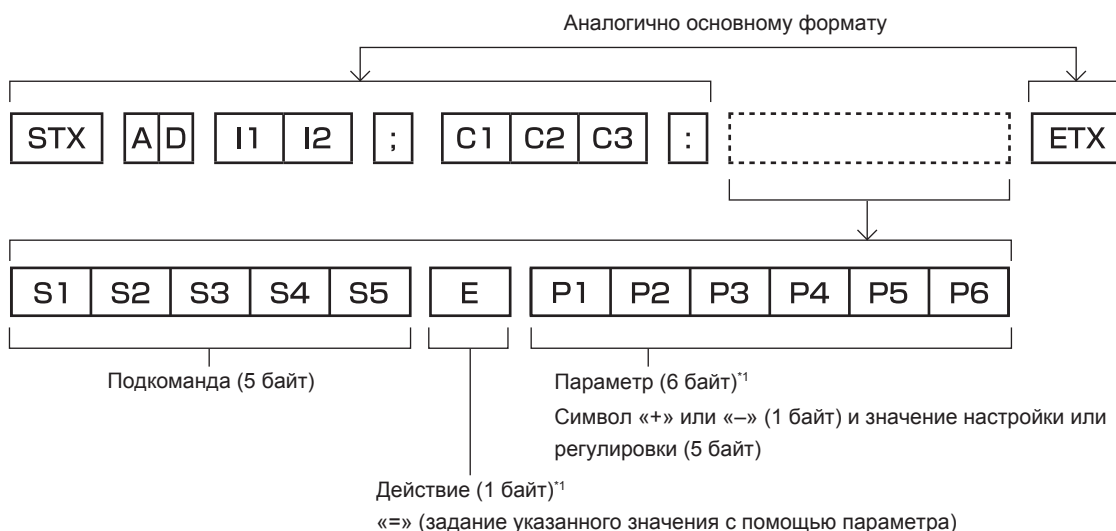 Аналогично основному формату
STX A D I1 I2 ; C1 C2 C3 : ETX
S1 S2 S3 S4 S5 E P1 P2 P3 P4 P5 P6
Подкоманда (5 байт)
Параметр (6 байт)*1
Символ «+» или «–» (1 байт) и значение настройки или
регулировки (5 байт)
Действие (1 байт)*1
«=» (задание указанного значения с помощью параметра)